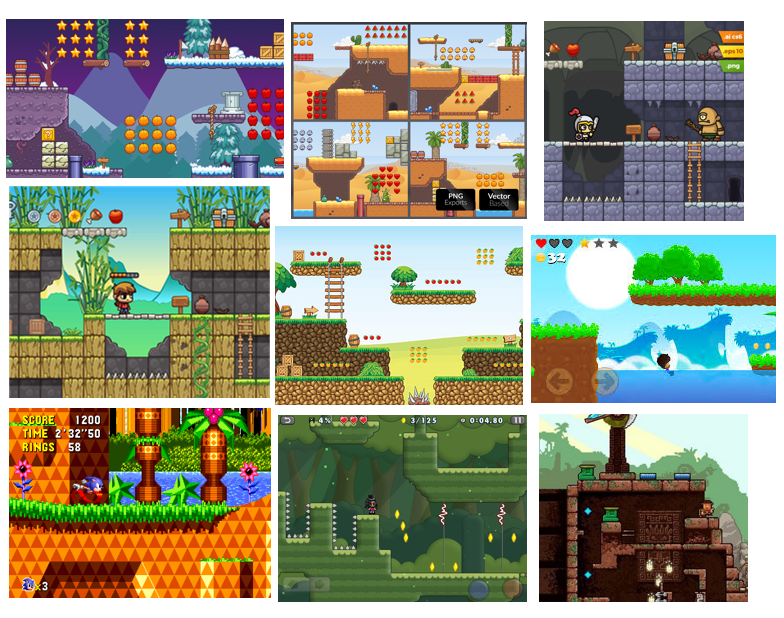 .ai cs6
.eps 10
.png
PNG
Exports
Vector
Based
32
SCORE 1200
TIME 2'32"50
RINGS 58
x3
4%
3/125
0:04.80